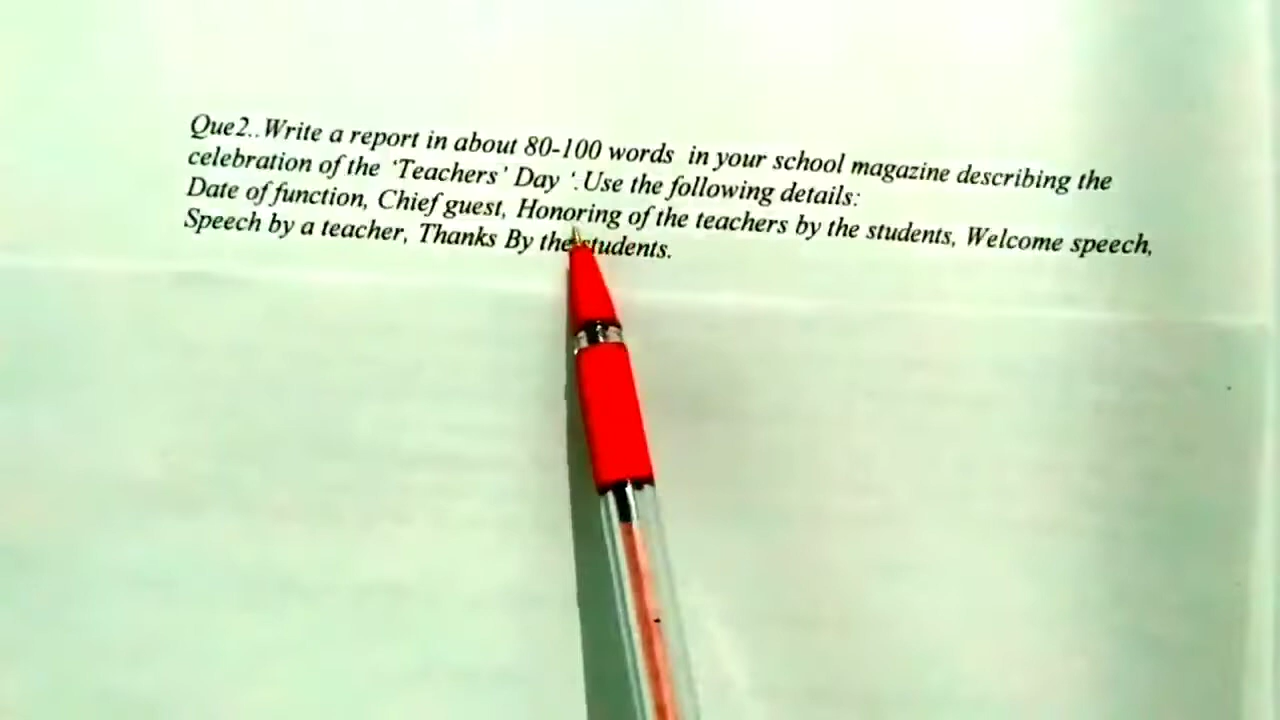 Que2..Write a report in about 80-100 words in your school magazine describing the
celebration of the 'Teachers' Day '.Use the following details:
Date of function, Chief guest, Honoring of the teachers by the students, Welcome speech,
Speech by a teacher, Thanks By the students.